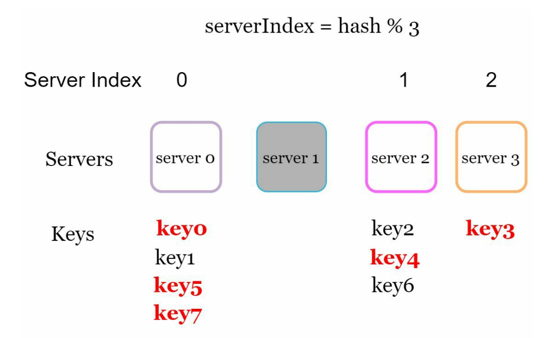 serverIndex = hash % 3
Server Index 0 1 2
Servers server 0 server 1 server 2 server 3
Keys key0 key2 key3
key1 key4
key5 key6
key7